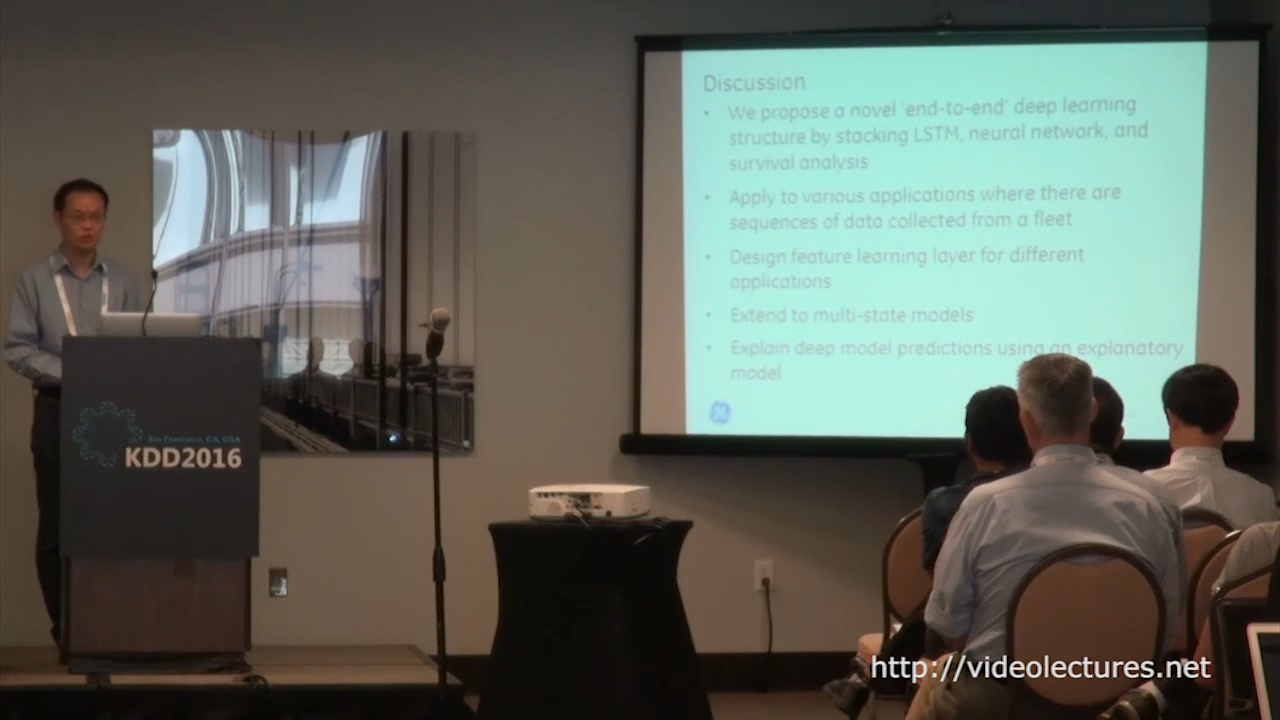 Discussion
• We propose a novel 'end-to-end' deep learning
structure by stacking LSTM, neural network, and
survival analysis
• Apply to various applications where there are
sequences of data collected from a fleet
• Design feature learning layer for different
applications
• Extend to multi-state models
• Explain deep model predictions using an explanatory
model
San Francisco, CA, USA
KDD2016
http://videolectures.net